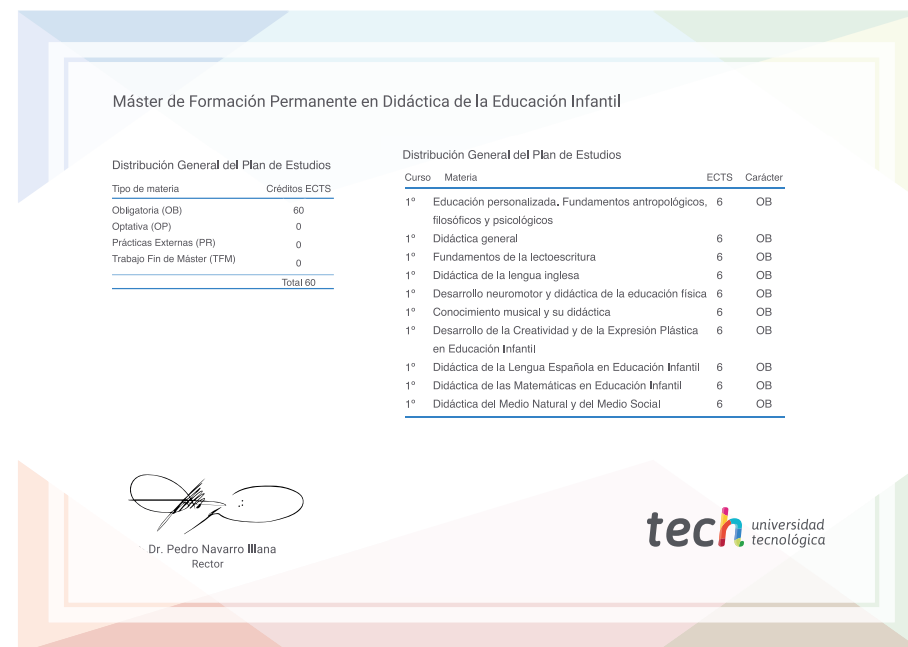 Máster de Formación Permanente en Didáctica de la Educación Infantil
Distribución General del Plan de Estudios
Tipo de materia Créditos ECTS
Obligatoria (OB) 60
Optativa (OP) 0
Prácticas Externas (PR) 0
Trabajo Fin de Máster (TFM) 0
Total 60
Distribución General del Plan de Estudios
Curso Materia ECTS Carácter
1º Educación personalizada. Fundamentos antropológicos, 6 OB
filosóficos y psicológicos
1º Didáctica general 6 OB
1º Fundamentos de la lectoescritura 6 OB
1º Didáctica de la lengua inglesa 6 OB
1º Desarrollo neuromotor y didáctica de la educación física 6 OB
1º Conocimiento musical y su didáctica 6 OB
1º Desarrollo de la Creatividad y de la Expresión Plástica 6 OB
en Educación Infantil
1º Didáctica de la Lengua Española en Educación Infantil 6 OB
1º Didáctica de las Matemáticas en Educación Infantil 6 OB
1º Didáctica del Medio Natural y del Medio Social 6 OB
Dr. Pedro Navarro Illana
Rector
tech universidad
tecnológica